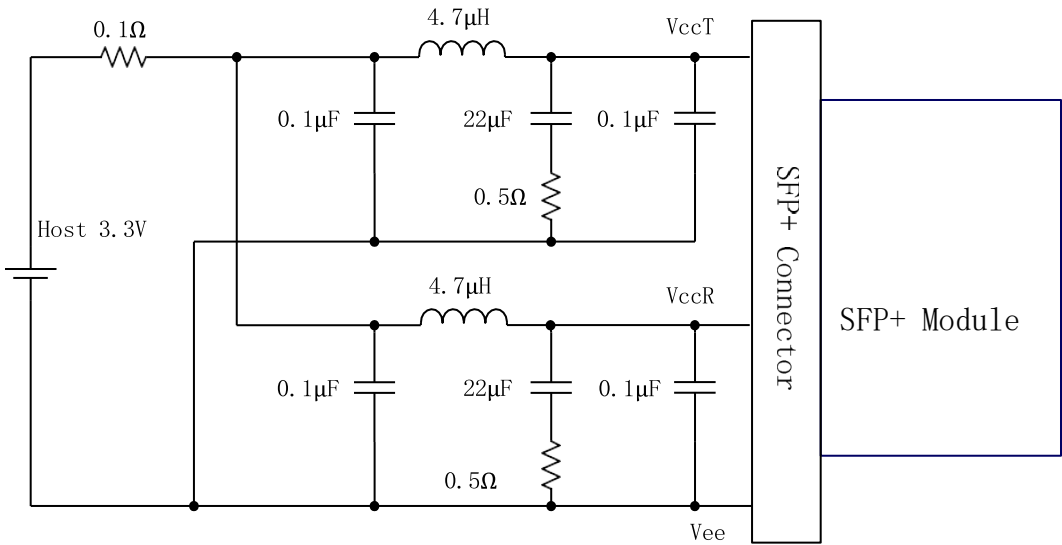 0.1Ω
4.7μH
VccT
0.1μF
22μF
0.1μF
0.5Ω
Host 3.3V
4.7μH
VccR
0.1μF
22μF
0.1μF
0.5Ω
Vee
SFP+ Connector
SFP+ Module